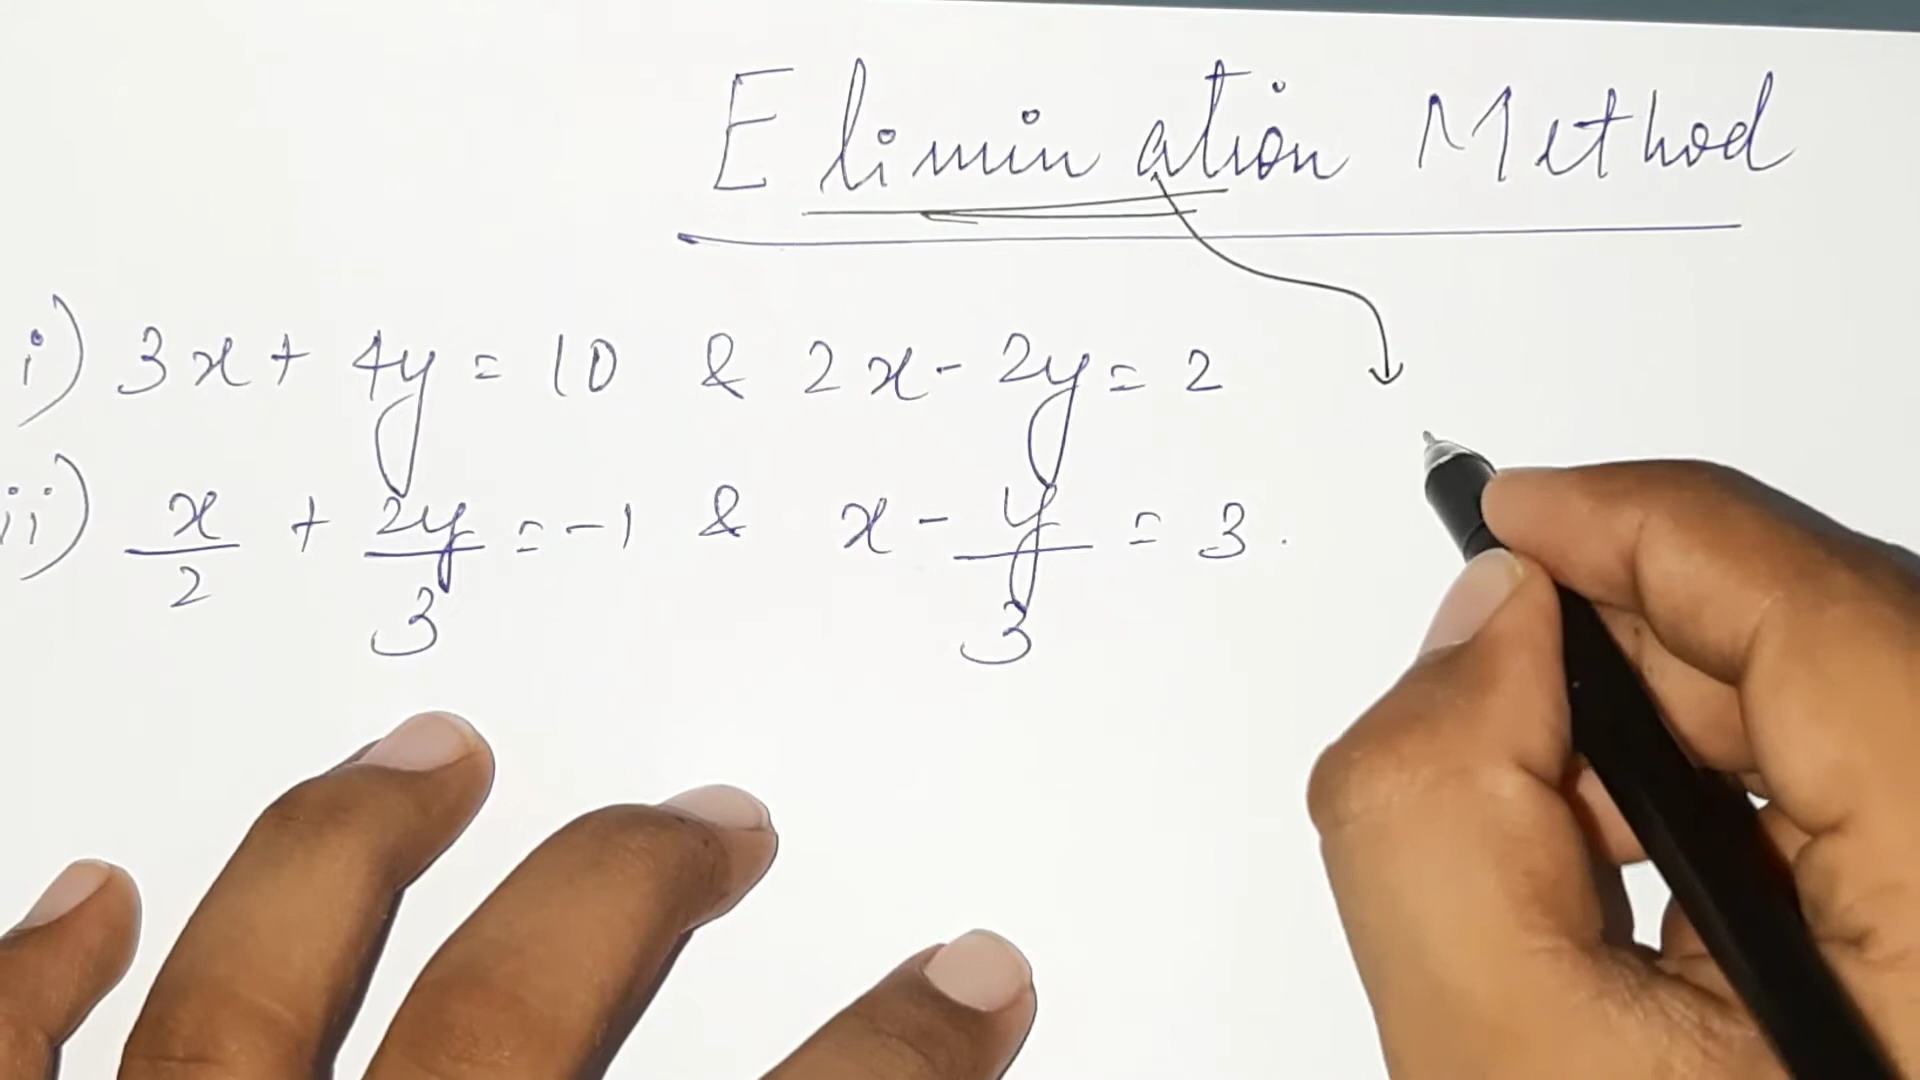 Elimination Method
i) 3x + 4y = 10 & 2x - 2y = 2
ii) x/2 + 2y/3 = -1 & x - y/3 = 3.